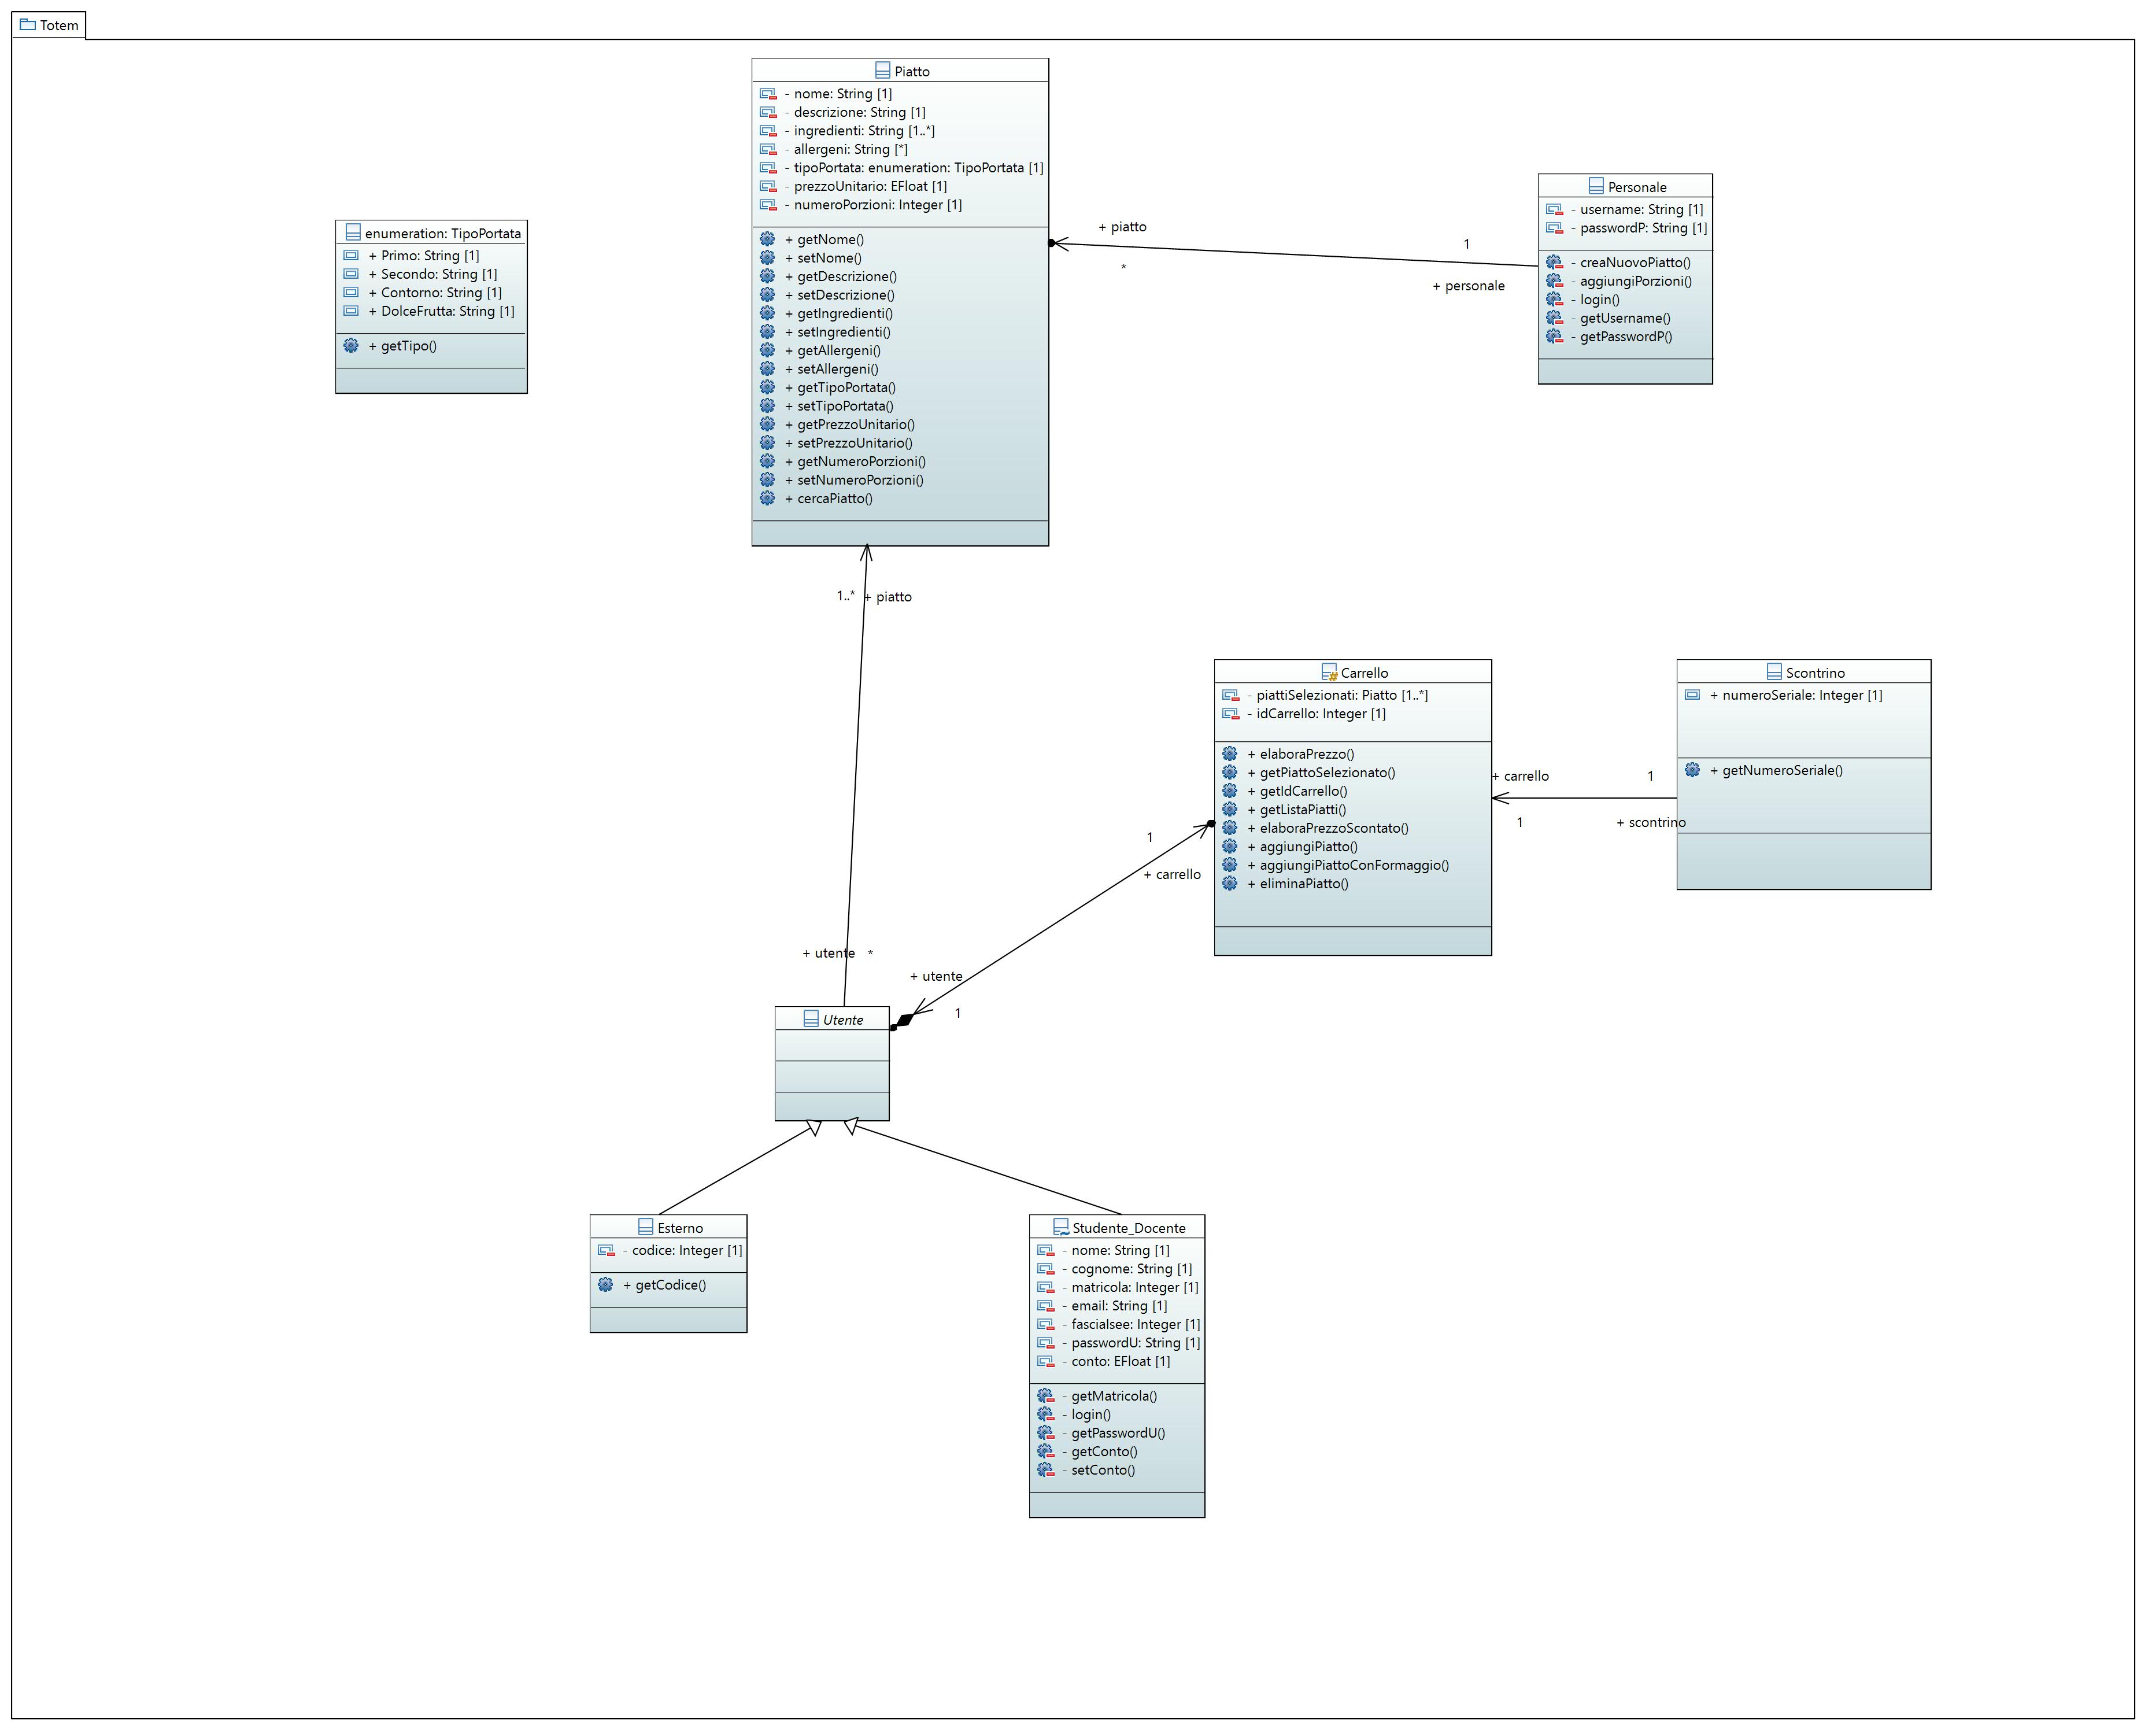 Totem
Piatto
- nome: String [1]
- descrizione: String [1]
- ingredienti: String [1..*]
- allergeni: String [*]
- tipoPortata: enumeration: TipoPortata [1]
- prezzoUnitario: EFloat [1]
- numeroPorzioni: Integer [1]
+ getNome()
+ setNome()
+ getDescrizione()
+ setDescrizione()
+ getIngredienti()
+ setIngredienti()
+ getAllergeni()
+ setAllergeni()
+ getTipoPortata()
+ setTipoPortata()
+ getPrezzoUnitario()
+ setPrezzoUnitario()
+ getNumeroPorzioni()
+ setNumeroPorzioni()
+ cercaPiatto()
Personale
- username: String [1]
- passwordP: String [1]
- creaNuovoPiatto()
- aggiungiPorzioni()
- login()
- getUsername()
- getPasswordP()
enumeration: TipoPortata
+ Primo: String [1]
+ Secondo: String [1]
+ Contorno: String [1]
+ DolceFrutta: String [1]
+ getTipo()
+ piatto
*
1
+ personale
1..*
+ piatto
Carrello
- piattiSelezionati: Piatto [1..*]
- idCarrello: Integer [1]
+ elaboraPrezzo()
+ getPiattoSelezionato()
+ getIdCarrello()
+ getListaPiatti()
+ elaboraPrezzoScontato()
+ aggiungiPiatto()
+ aggiungiPiattoConFormaggio()
+ eliminaPiatto()
Scontrino
+ numeroSeriale: Integer [1]
+ getNumeroSeriale()
+ carrello
1
1
+ scontrino
1
+ carrello
+ utente
*
+ utente
1
Utente
Esterno
- codice: Integer [1]
+ getCodice()
Studente_Docente
- nome: String [1]
- cognome: String [1]
- matricola: Integer [1]
- email: String [1]
- fasciaIsee: Integer [1]
- passwordU: String [1]
- conto: EFloat [1]
- getMatricola()
- login()
- getPasswordU()
- getConto()
- setConto()